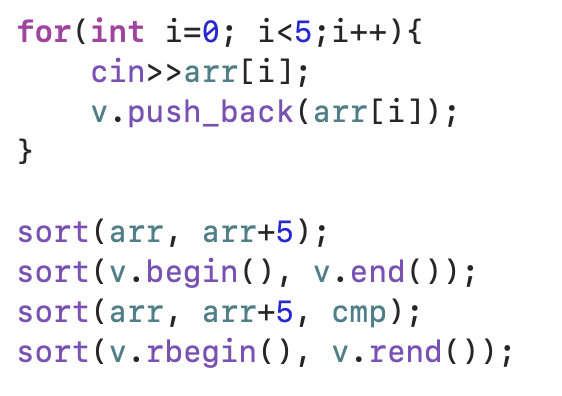 for(int i=0; i<5;i++){
    cin>>arr[i];
    v.push_back(arr[i]);
}

sort(arr, arr+5);
sort(v.begin(), v.end());
sort(arr, arr+5, cmp);
sort(v.rbegin(), v.rend());